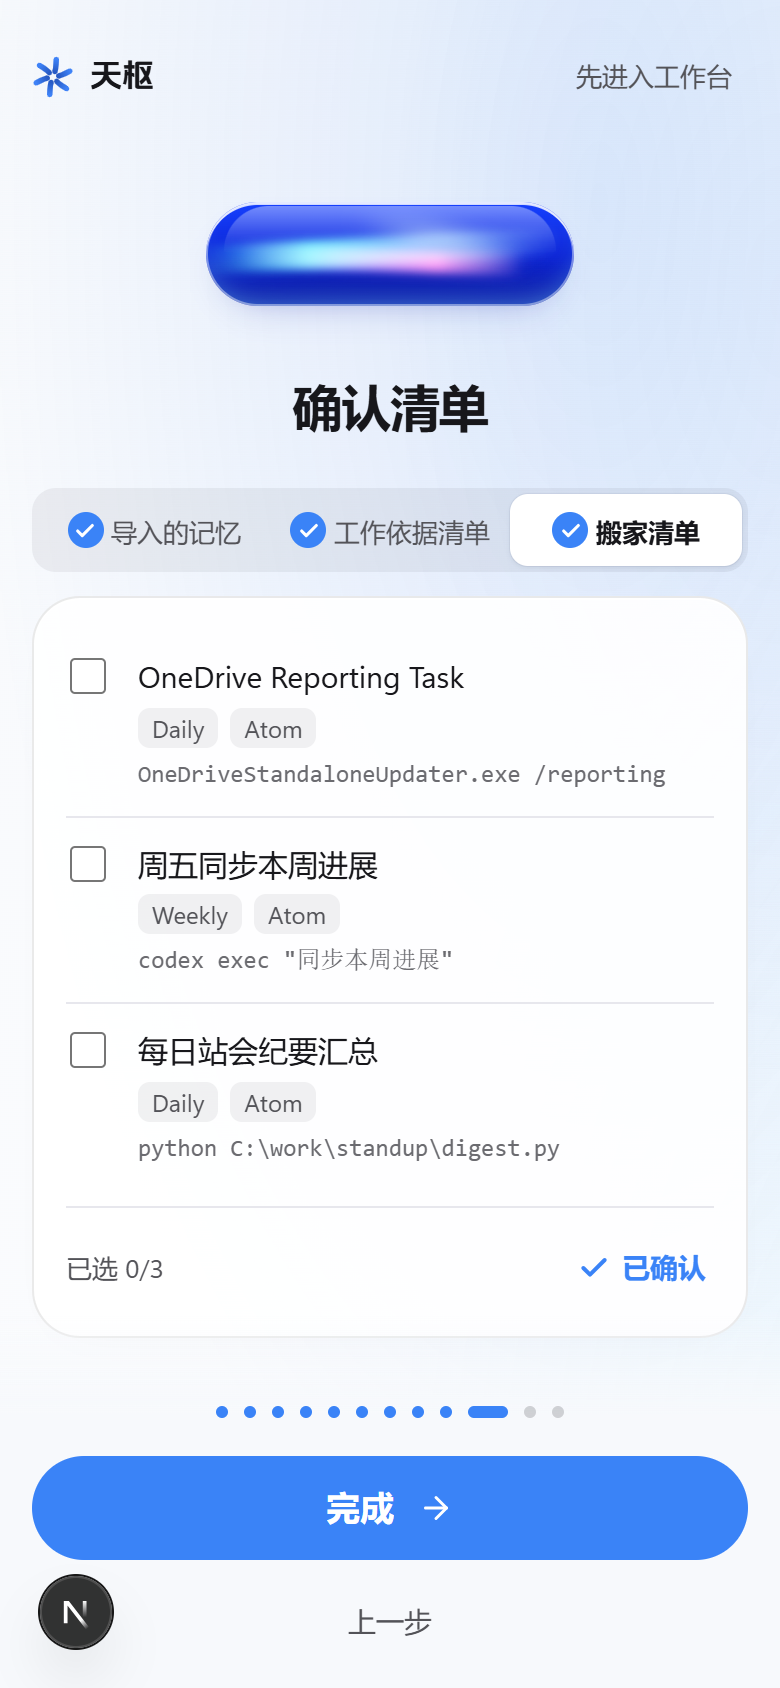 天枢
先进入工作台
确认清单
导入的记忆
工作依据清单
搬家清单
OneDrive Reporting Task
Daily Atom
OneDriveStandaloneUpdater.exe /reporting
周五同步本周进展
Weekly Atom
codex exec "同步本周进展"
每日站会纪要汇总
Daily Atom
python C:\work\standup\digest.py
已选 0/3
已确认
完成
N
上一步